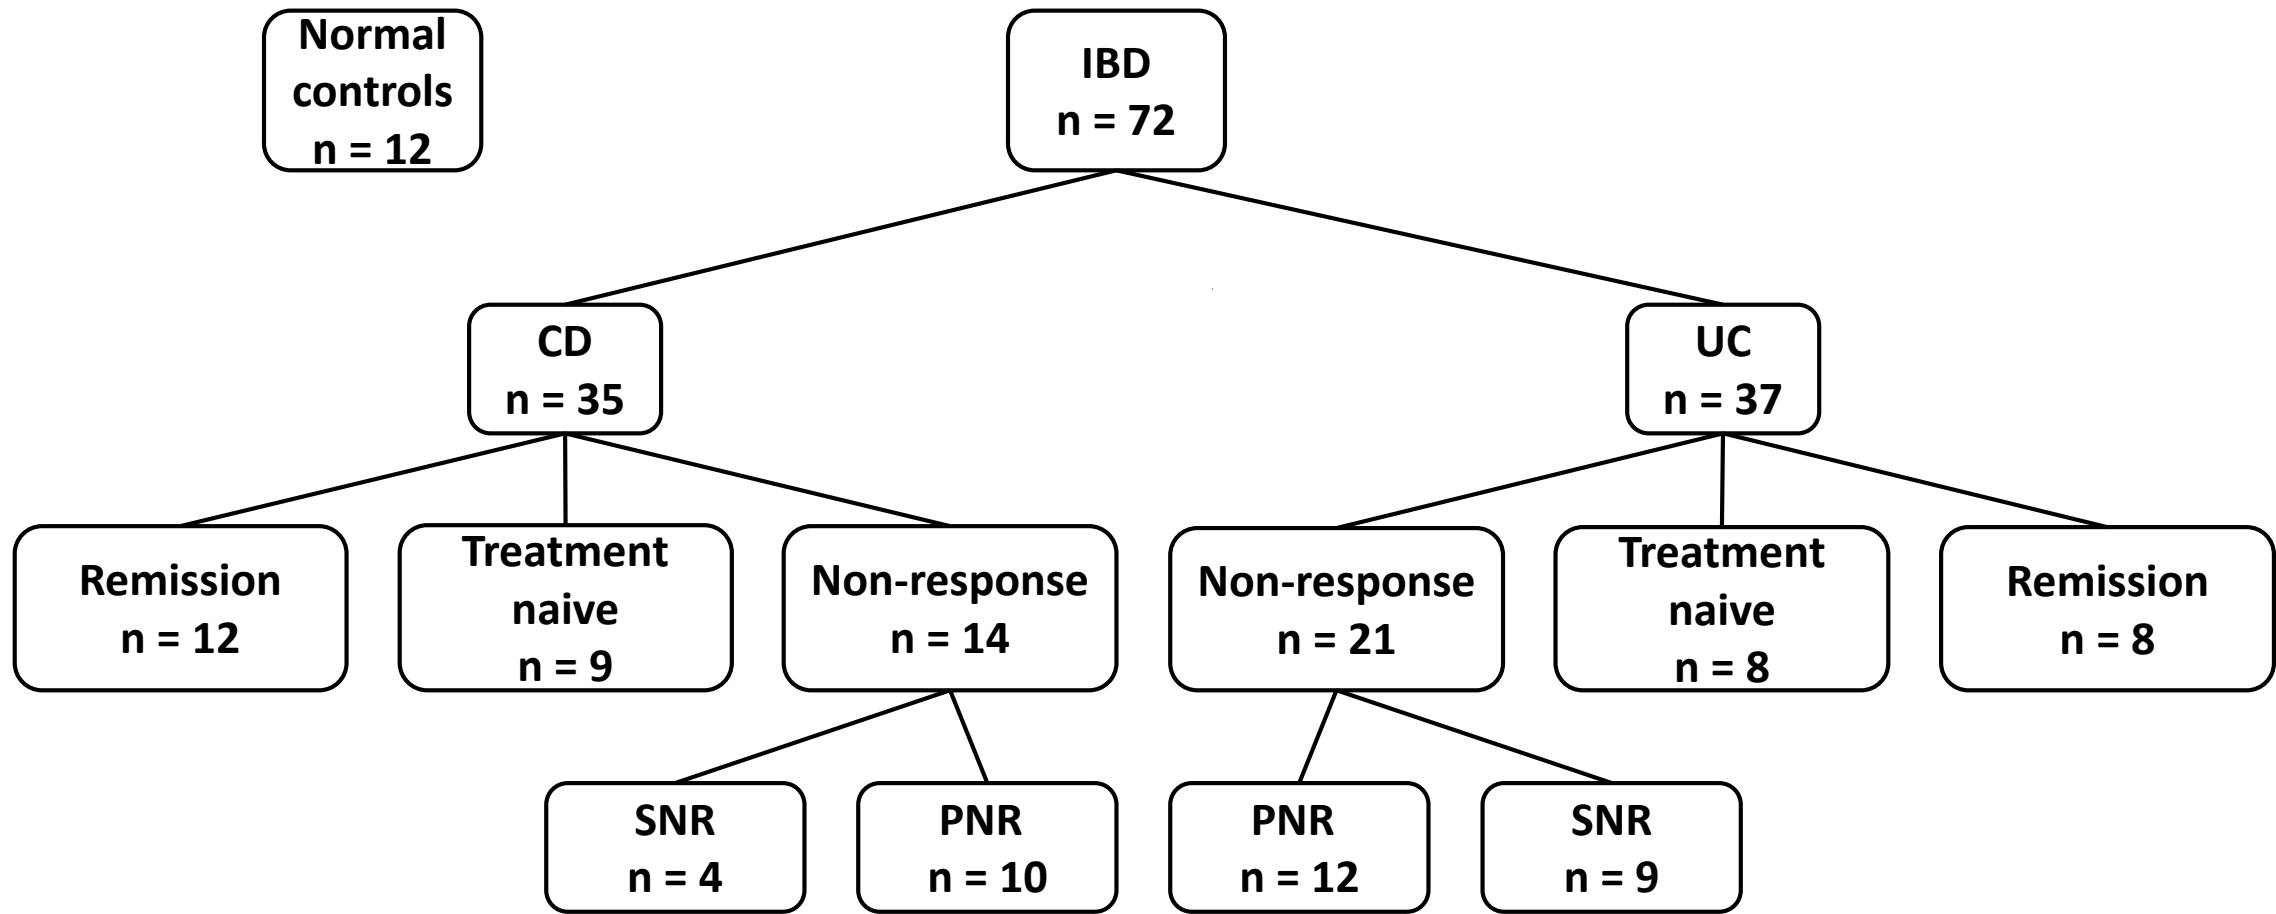 Normal
controls
n = 12
IBD
n = 72
CD
n = 35
UC
n = 37
Remission
n = 12
Treatment
naive
n = 9
Non-response
n = 14
Non-response
n = 21
Treatment
naive
n = 8
Remission
n = 8
SNR
n = 4
PNR
n = 10
PNR
n = 12
SNR
n = 9